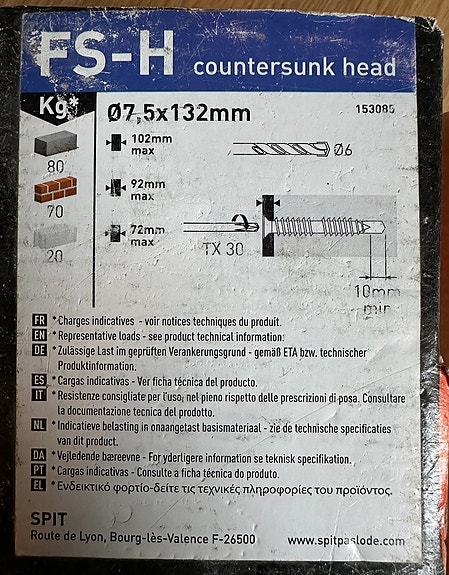 FS-H countersunk head
Kg*
Ø7,5x132mm
153085
80
102mm
max
Ø6
70
92mm
max
20
72mm
max
TX 30
10mm
min
FR *Charges indicatives - voir notices techniques du produit.
EN *Representative loads - see product technical information.
DE *Zulässige Last im geprüften Verankerungsgrund - gemäß ETA bzw. technischer
Produktinformation.
ES *Cargas indicativas - Ver ficha técnica del producto.
IT *Resistenze consigliate per l'uso, nel pieno rispetto delle prescrizioni di posa. Consultare
la documentazione tecnica del prodotto.
NL *Indicatieve belasting in onaangetast basismateriaal - zie de technische specificaties
van dit product.
DA *Vejledende bæreevne - For yderligere information se teknisk specifikation.
PT *Cargas indicativas - Consulte a ficha técnica do produto.
EL *Ενδεικτικό φορτίο-δείτε τις τεχνικές πληροφορίες του προϊόντος.
SPIT
Route de Lyon, Bourg-lès-Valence F-26500
www.spitpaslode.com